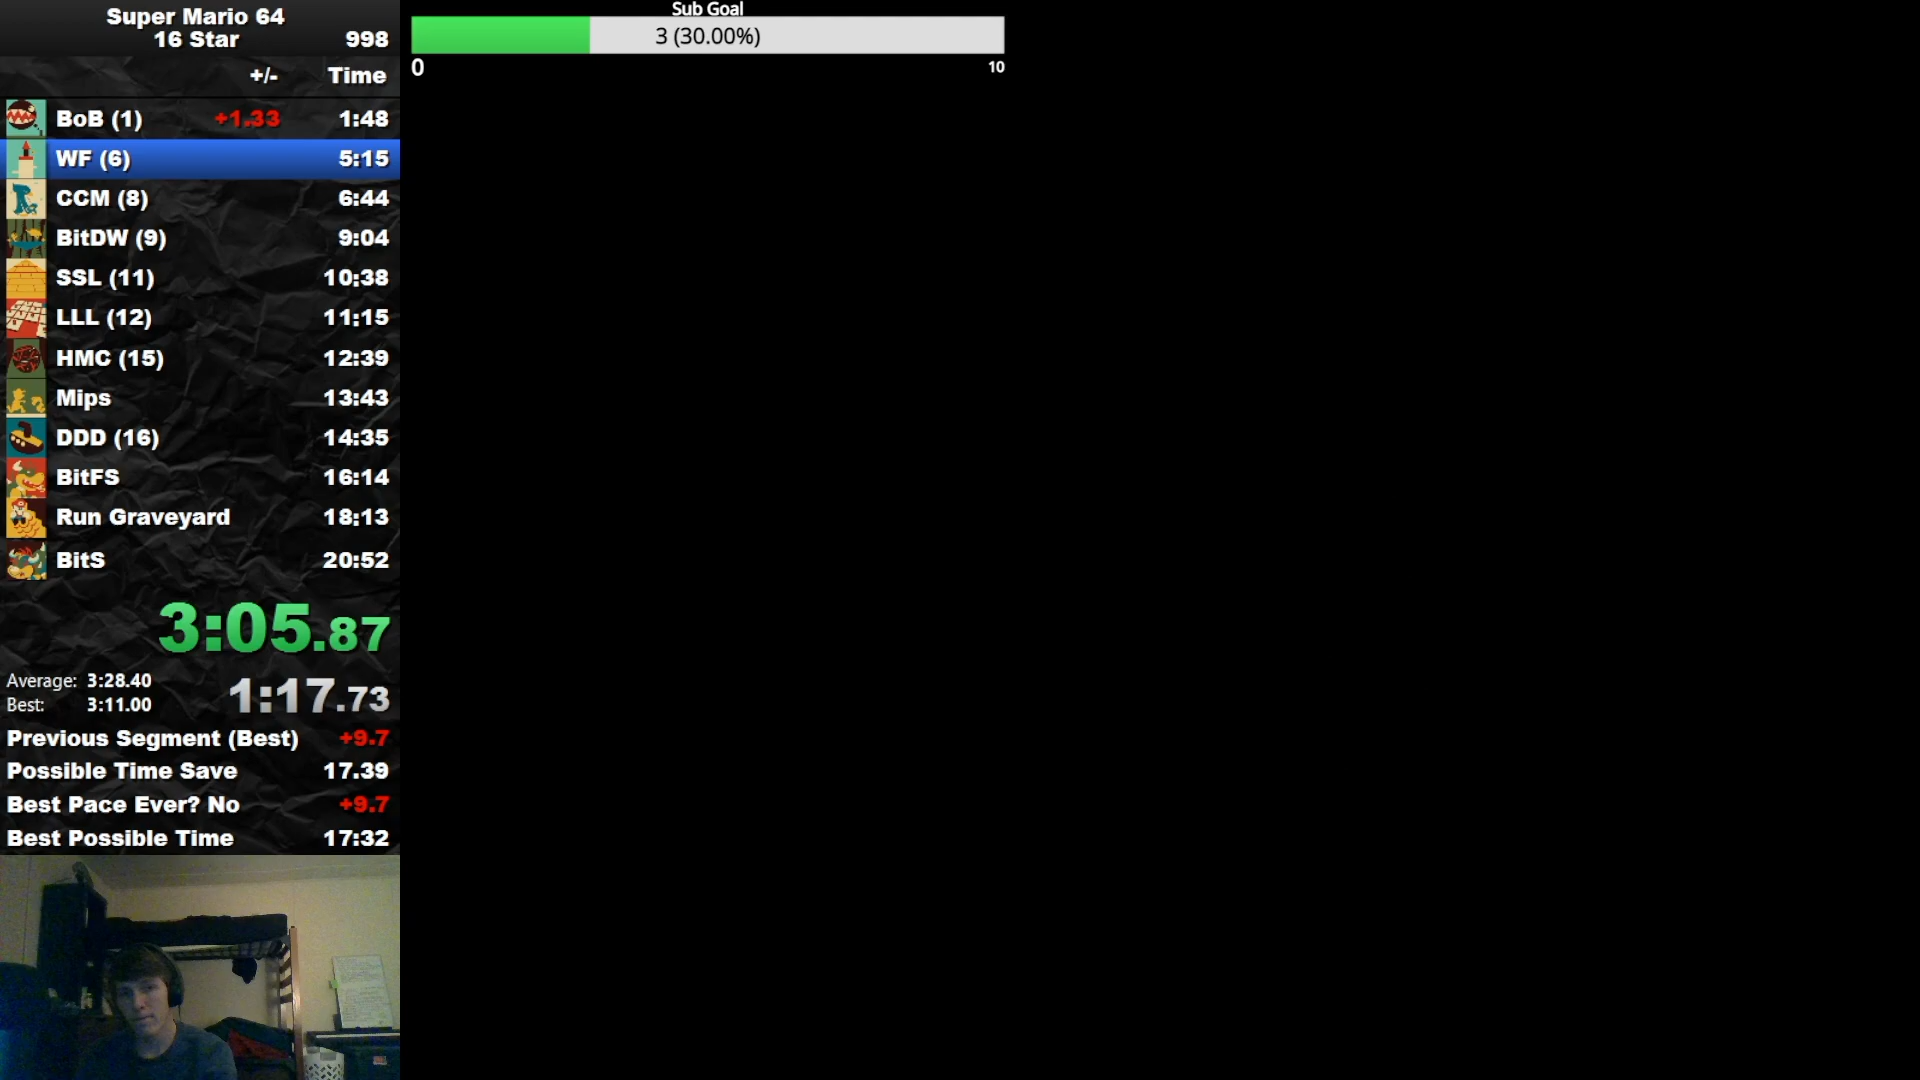 Super Mario 64
16 Star 998
+/- Time
BoB (1) +1.33 1:48
WF (6) 5:15
CCM (8) 6:44
BitDW (9) 9:04
SSL (11) 10:38
LLL (12) 11:15
HMC (15) 12:39
Mips 13:43
DDD (16) 14:35
BitFS 16:14
Run Graveyard 18:13
BitS 20:52
3:05.87
Average: 3:28.40
Best: 3:11.00
1:17.73
Previous Segment (Best) +9.7
Possible Time Save 17.39
Best Pace Ever? No +9.7
Best Possible Time 17:32
Sub Goal
3 (30.00%)
0 10